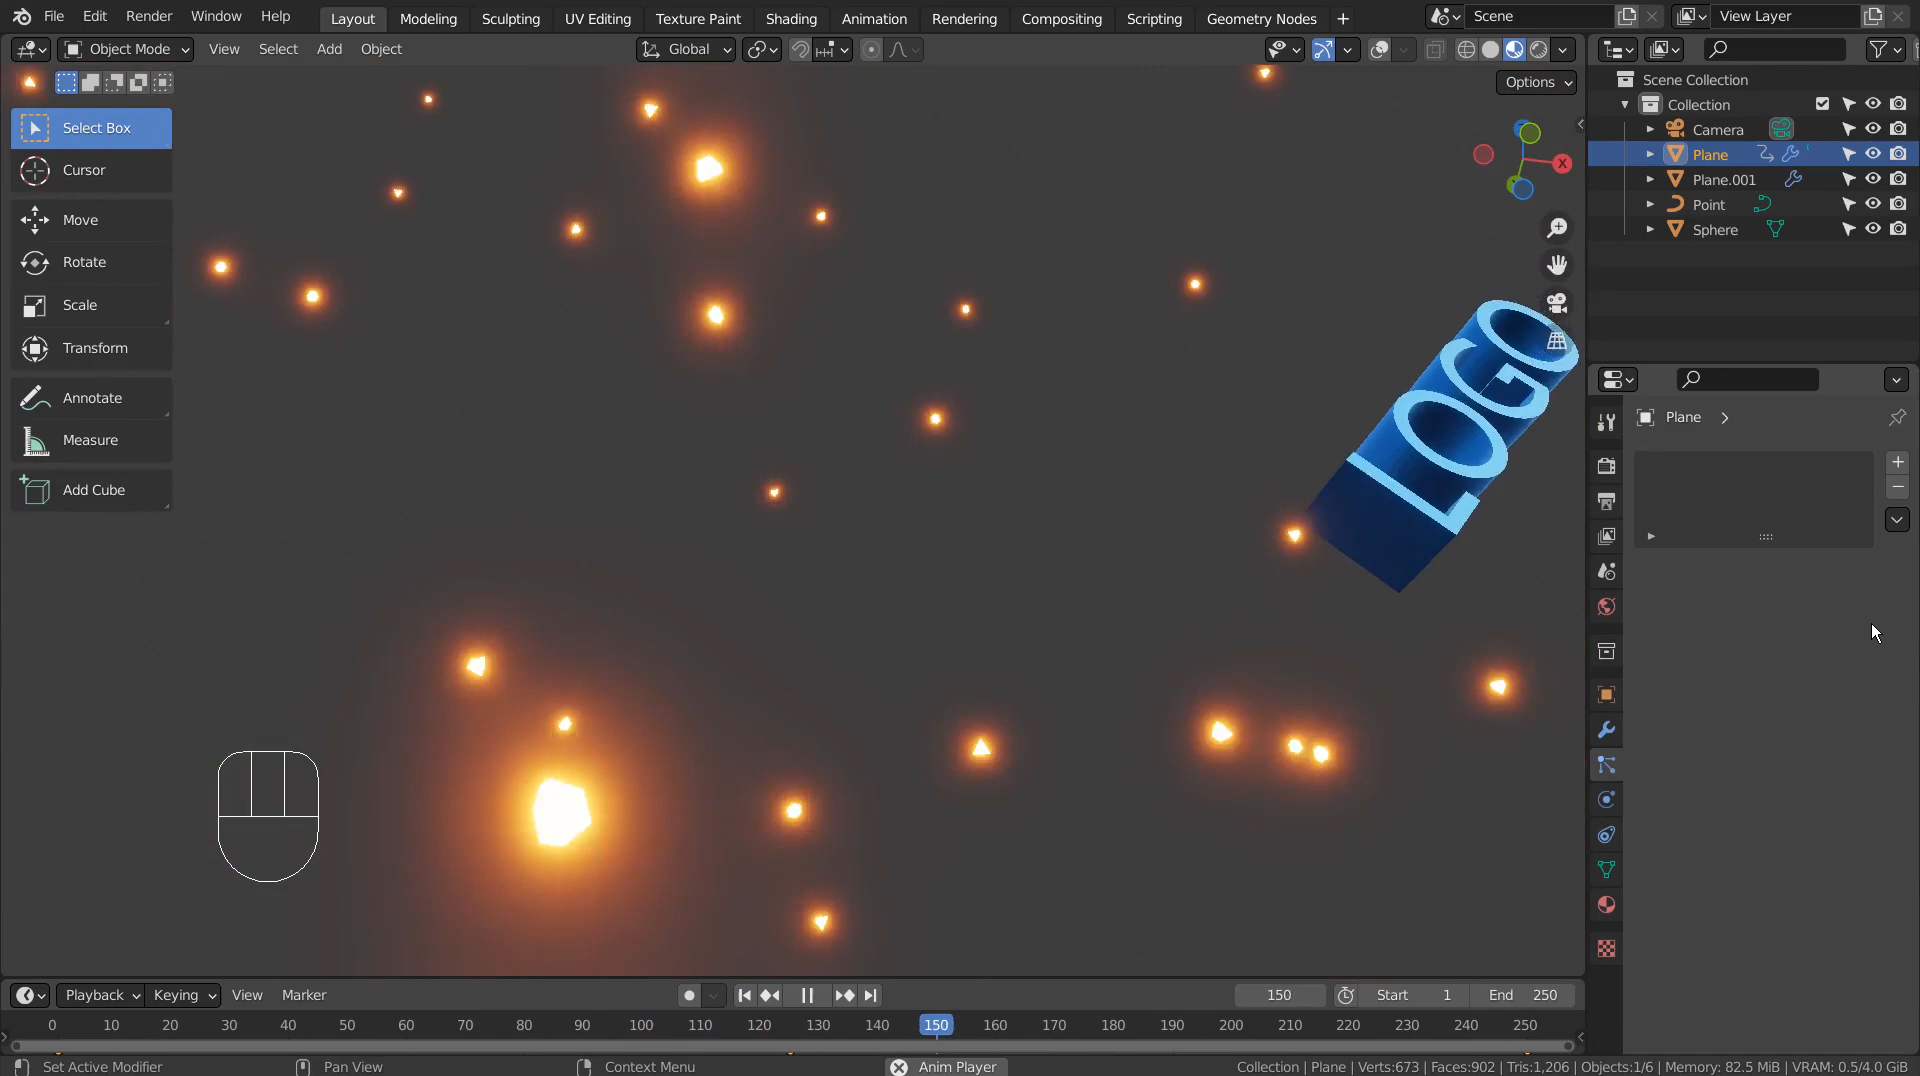 File Edit Render Window Help Layout Modeling Sculpting UV Editing Texture Paint Shading Animation Rendering Compositing Scripting Geometry Nodes + Scene View Layer
Object Mode View Select Add Object Global
Options
Select Box
Cursor
Move
Rotate
Scale
Transform
Annotate
Measure
Add Cube
X
LOGO
Scene Collection
Collection
Camera
Plane
Plane.001
Point
Sphere
Plane
Playback Keying View Marker 150 Start 1 End 250
0 10 20 30 40 50 60 70 80 90 100 110 120 130 140 150 160 170 180 190 200 210 220 230 240 250
Set Active Modifier Pan View Context Menu Anim Player Collection | Plane | Verts:673 | Faces:902 | Tris:1,206 | Objects:1/6 | Memory: 82.5 MiB | VRAM: 0.5/4.0 GiB